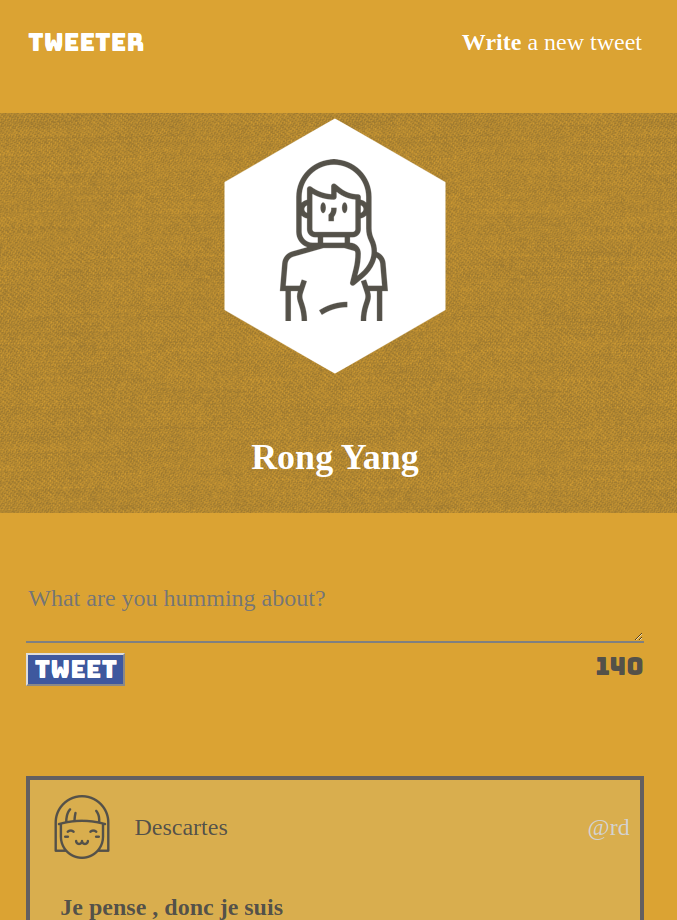 TWEETER
Write a new tweet
Rong Yang
What are you humming about?
TWEET
140
Descartes
@rd
Je pense , donc je suis